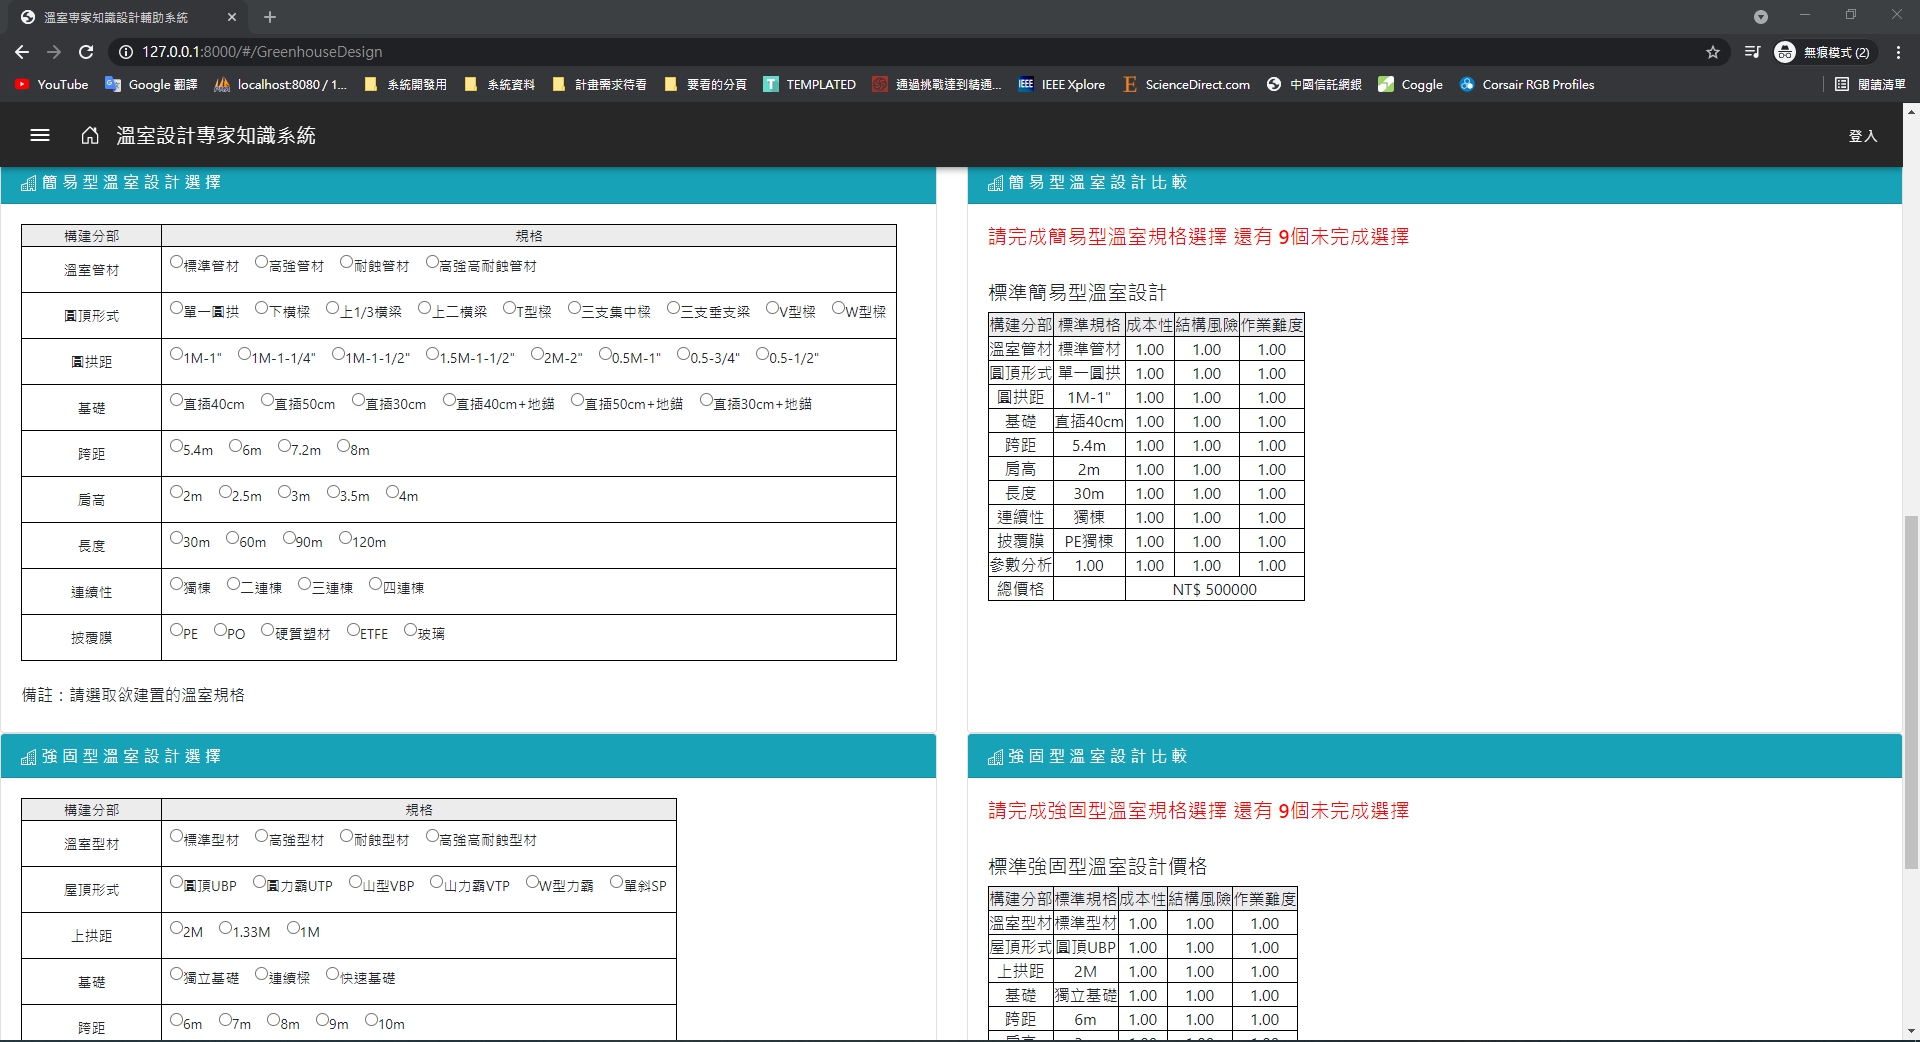 溫室專家知識設計輔助系統
127.0.0.1:8000/#/GreenhouseDesign
無痕模式 (2)
YouTube
Google 翻譯
localhost:8080 / 1...
系統開發用
系統資料
計畫需求待看
要看的分頁
TEMPLATED
通過挑戰達到精通...
IEEE Xplore
ScienceDirect.com
中國信託網銀
Coggle
Corsair RGB Profiles
閱讀清單
溫室設計專家知識系統
登入
簡易型溫室設計選擇
構建分部 規格
溫室管材 標準管材 高強管材 耐蝕管材 高強高耐蝕管材
圓頂形式 單一圓拱 下橫樑 上1/3橫梁 上二橫梁 T型樑 三支集中樑 三支垂支梁 V型樑 W型樑
圓拱距 1M-1" 1M-1-1/4" 1M-1-1/2" 1.5M-1-1/2" 2M-2" 0.5M-1" 0.5-3/4" 0.5-1/2"
基礎 直插40cm 直插50cm 直插30cm 直插40cm+地錨 直插50cm+地錨 直插30cm+地錨
跨距 5.4m 6m 7.2m 8m
肩高 2m 2.5m 3m 3.5m 4m
長度 30m 60m 90m 120m
連續性 獨棟 二連棟 三連棟 四連棟
披覆膜 PE PO 硬質塑材 ETFE 玻璃
備註：請選取欲建置的溫室規格
簡易型溫室設計比較
請完成簡易型溫室規格選擇 還有 9個未完成選擇
標準簡易型溫室設計
構建分部 標準規格 成本性 結構風險 作業難度
溫室管材 標準管材 1.00 1.00 1.00
圓頂形式 單一圓拱 1.00 1.00 1.00
圓拱距 1M-1" 1.00 1.00 1.00
基礎 直插40cm 1.00 1.00 1.00
跨距 5.4m 1.00 1.00 1.00
肩高 2m 1.00 1.00 1.00
長度 30m 1.00 1.00 1.00
連續性 獨棟 1.00 1.00 1.00
披覆膜 PE獨棟 1.00 1.00 1.00
參數分析 1.00 1.00 1.00 1.00
總價格 NT$ 500000
強固型溫室設計選擇
構建分部 規格
溫室型材 標準型材 高強型材 耐蝕型材 高強高耐蝕型材
屋頂形式 圓頂UBP 圓力霸UTP 山型VBP 山力霸VTP W型力霸 單斜SP
上拱距 2M 1.33M 1M
基礎 獨立基礎 連續樑 快速基礎
跨距 6m 7m 8m 9m 10m
強固型溫室設計比較
請完成強固型溫室規格選擇 還有 9個未完成選擇
標準強固型溫室設計價格
構建分部 標準規格 成本性 結構風險 作業難度
溫室型材 標準型材 1.00 1.00 1.00
屋頂形式 圓頂UBP 1.00 1.00 1.00
上拱距 2M 1.00 1.00 1.00
基礎 獨立基礎 1.00 1.00 1.00
跨距 6m 1.00 1.00 1.00